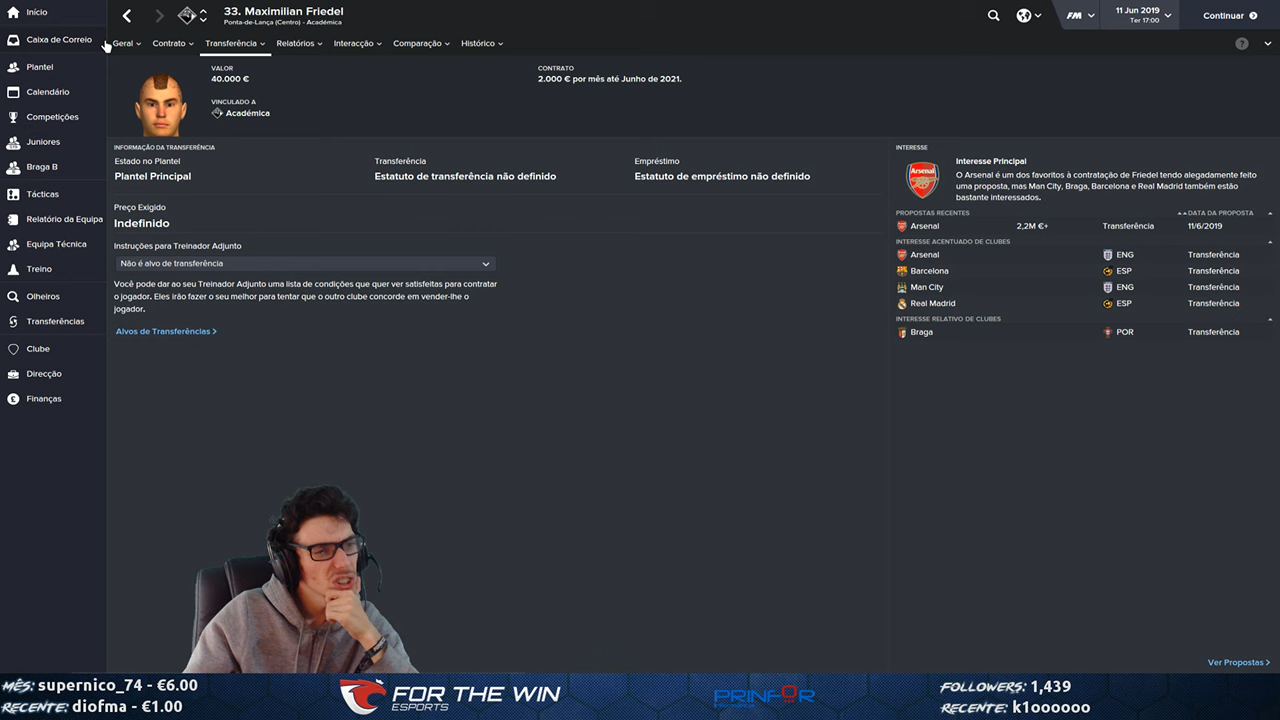 Início
Caixa de Correio
Plantel
Calendário
Competições
Juniores
Braga B
Tácticas
Relatório da Equipa
Equipa Técnica
Treino
Olheiros
Transferências
Clube
Direcção
Finanças
33. Maximilian Friedel
Ponta-de-Lança (Centro) - Académica
FM
11 Jun 2019
Ter 17:00
Continuar
Geral
Contrato
Transferência
Relatórios
Interacção
Comparação
Histórico
?
VALOR
40.000 €
VINCULADO A
Académica
CONTRATO
2.000 € por mês até Junho de 2021.
INFORMAÇÃO DA TRANSFERÊNCIA
Estado no Plantel
Plantel Principal
Transferência
Estatuto de transferência não definido
Empréstimo
Estatuto de empréstimo não definido
Preço Exigido
Indefinido
Instruções para Treinador Adjunto
Não é alvo de transferência
Você pode dar ao seu Treinador Adjunto uma lista de condições que quer ver satisfeitas para contratar
o jogador. Eles irão fazer o seu melhor para tentar que o outro clube concorde em vender-lhe o
jogador.
Alvos de Transferências >
INTERESSE
Arsenal
Interesse Principal
O Arsenal é um dos favoritos à contratação de Friedel tendo alegadamente feito
uma proposta, mas Man City, Braga, Barcelona e Real Madrid também estão
bastante interessados.
PROPOSTAS RECENTES DATA DA PROPOSTA
Arsenal 2,2M €+ Transferência 11/6/2019
INTERESSE ACENTUADO DE CLUBES
Arsenal ENG Transferência
Barcelona ESP Transferência
Man City ENG Transferência
Real Madrid ESP Transferência
INTERESSE RELATIVO DE CLUBES
Braga POR Transferência
Ver Propostas >
MÊS: supernico_74 - €6.00
RECENTE: diofma - €1.00
FOR THE WIN
ESPORTS
PRINFOR
FOLLOWERS: 1,439
RECENTE: k1oooooo